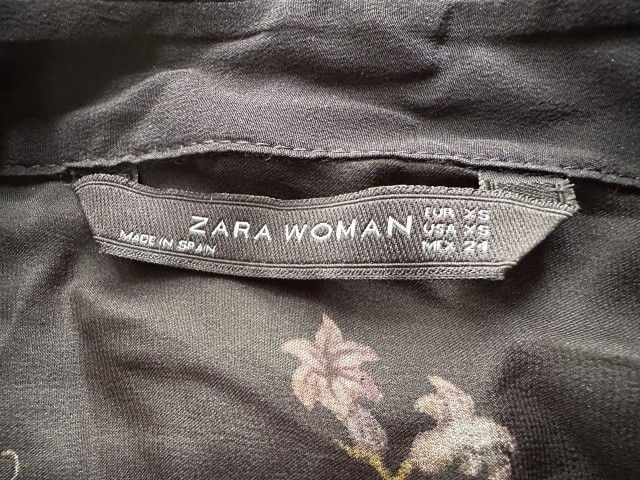 ZARA WOMAN
MADE IN SPAIN
EUR XS
USA XS
MEX 24